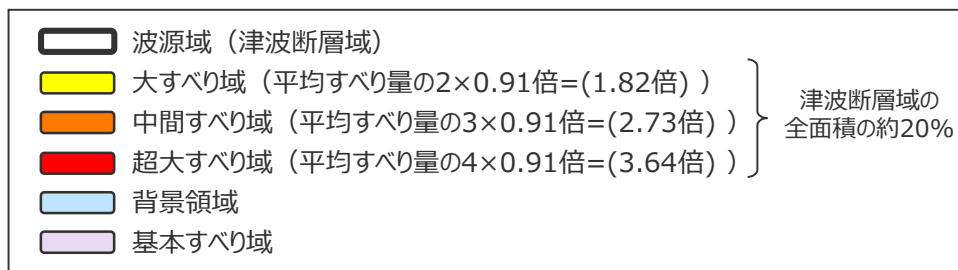 波源域（津波断層域）
大すべり域（平均すべり量の2×0.91倍=(1.82倍) ）
中間すべり域（平均すべり量の3×0.91倍=(2.73倍) ）
超大すべり域（平均すべり量の4×0.91倍=(3.64倍) ）
津波断層域の
全面積の約20%
背景領域
基本すべり域